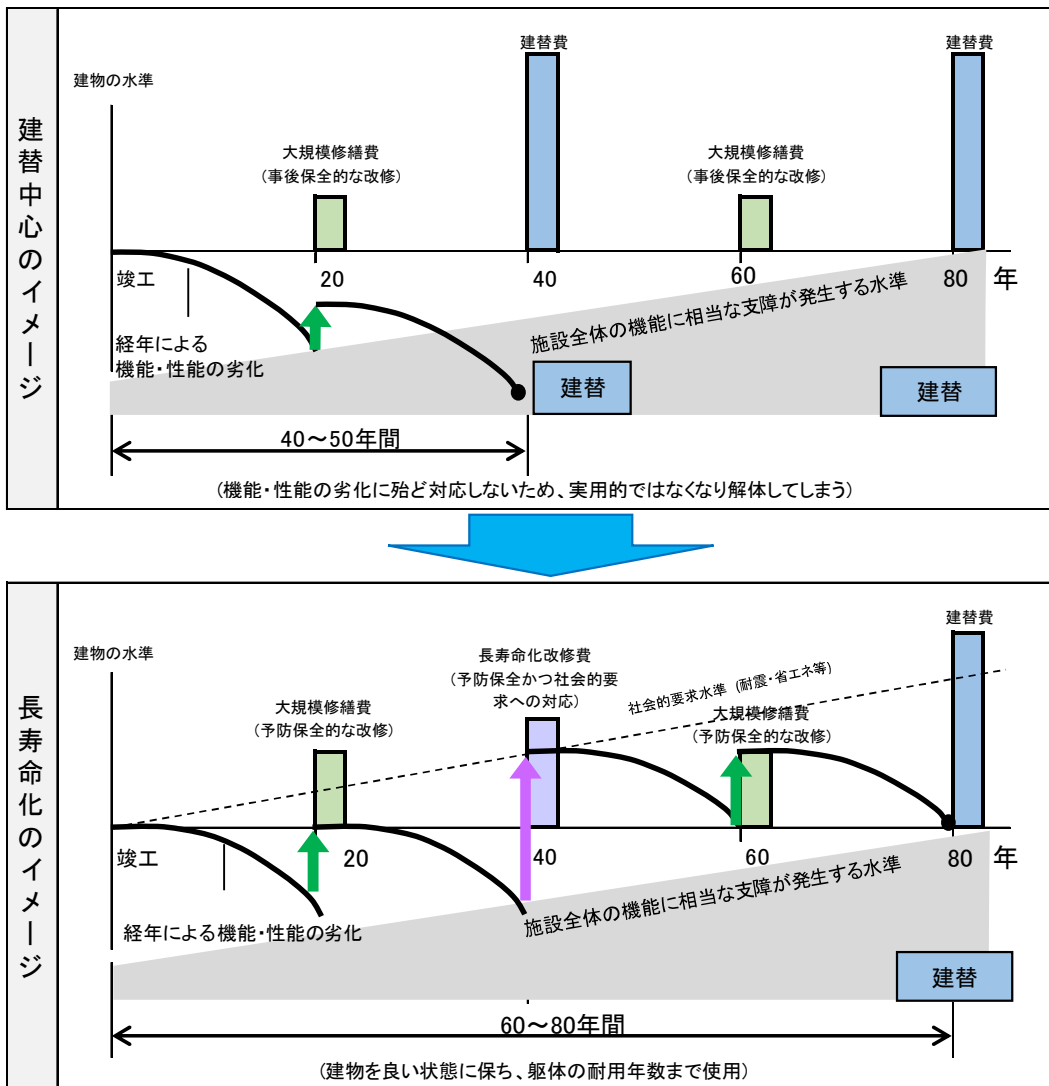 建替中心のイメージ
建物の水準
建替費
建替費
大規模修繕費
(事後保全的な改修)
大規模修繕費
(事後保全的な改修)
竣工
20
40
60
80
年
経年による
機能・性能の劣化
施設全体の機能に相当な支障が発生する水準
建替
建替
40～50年間
(機能・性能の劣化に殆ど対応しないため、実用的ではなくなり解体してしまう)
長寿命化のイメージ
建物の水準
建替費
長寿命化改修費
(予防保全かつ社会的要
求への対応)
社会的要求水準 (耐震・省エネ等)
大規模修繕費
(予防保全的な改修)
大規模修繕費
(予防保全的な改修)
竣工
20
40
60
80
年
経年による機能・性能の劣化
施設全体の機能に相当な支障が発生する水準
建替
60～80年間
(建物を良い状態に保ち、躯体の耐用年数まで使用)